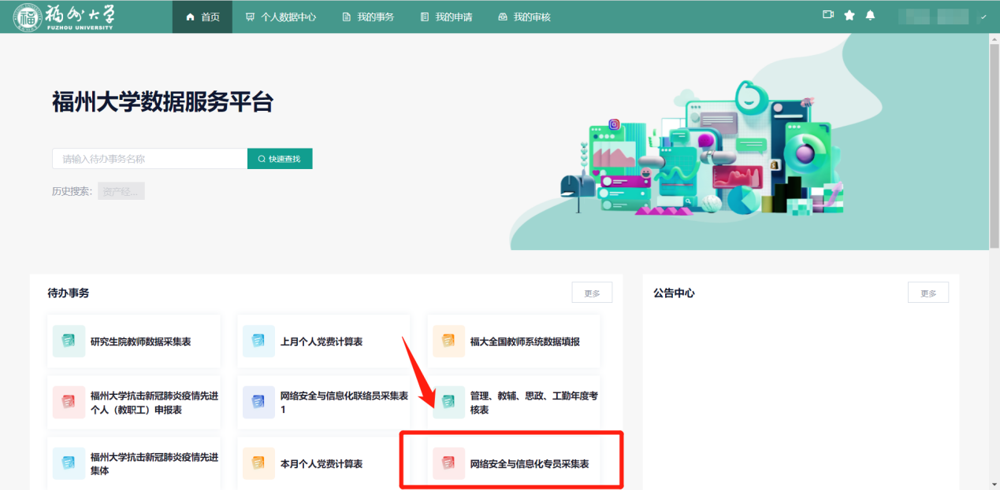 福州大学
FUZHOU UNIVERSITY
首页
个人数据中心
我的事务
我的申请
我的审核
福州大学数据服务平台
请输入待办事务名称
快速查找
历史搜索：
资产经...
待办事务
更多
研究生院教师数据采集表
上月个人党费计算表
福大全国教师系统数据填报
福州大学抗击新冠肺炎疫情先进
个人（教职工）申报表
网络安全与信息化联络员采集表
1
管理、教辅、思政、工勤年度考
核表
福州大学抗击新冠肺炎疫情先进
集体
本月个人党费计算表
网络安全与信息化专员采集表
公告中心
更多